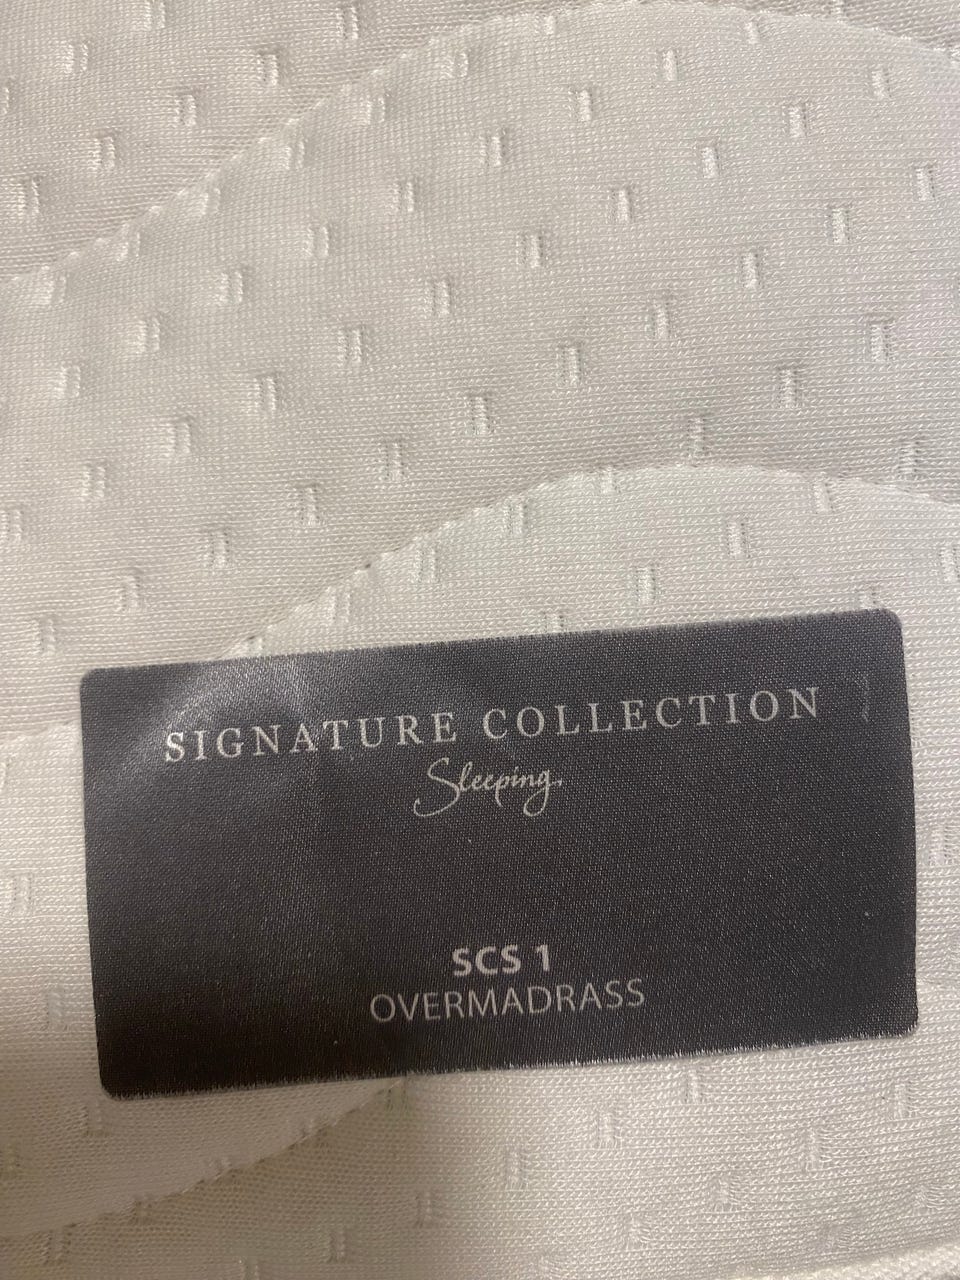 SIGNATURE COLLECTION
Sleeping.
SCS 1
OVERMADRASS